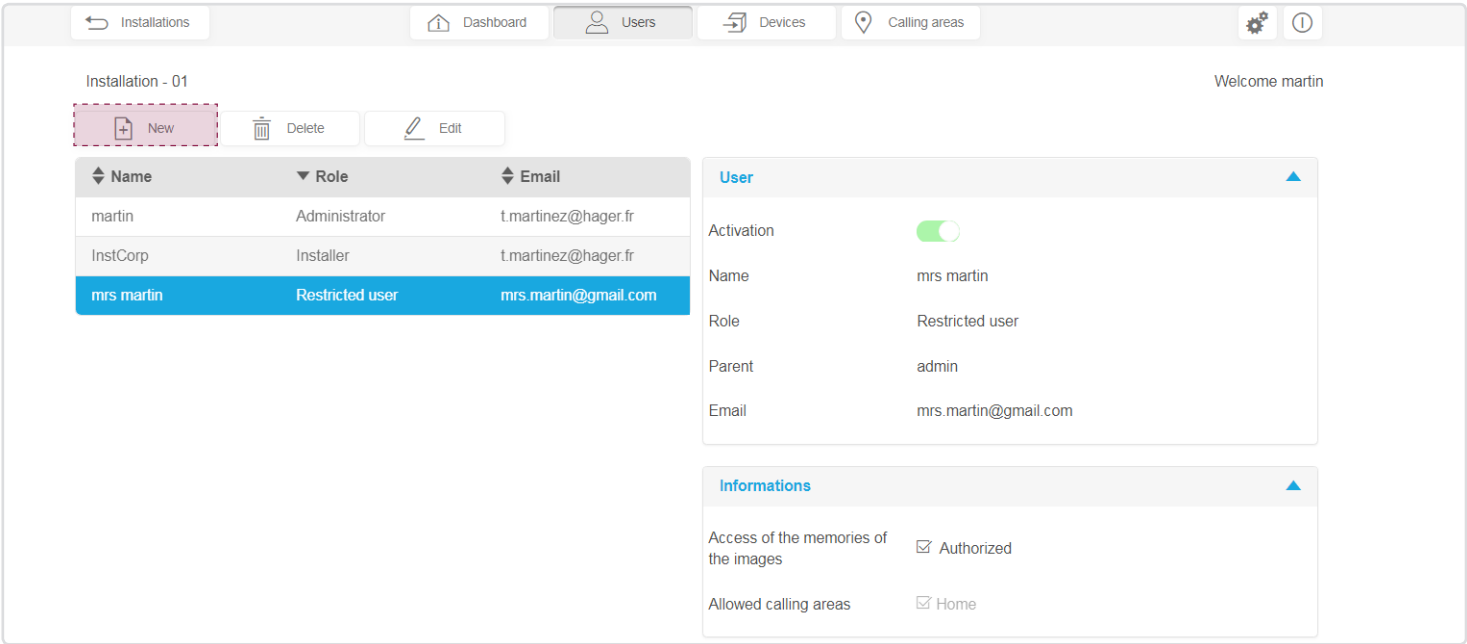 Installations
Dashboard
Users
Devices
Calling areas
Installation - 01
Welcome martin
New
Delete
Edit
Name Role Email
martin Administrator t.martinez@hager.fr
InstCorp Installer t.martinez@hager.fr
mrs martin Restricted user mrs.martin@gmail.com
User
Activation
Name mrs martin
Role Restricted user
Parent admin
Email mrs.martin@gmail.com
Informations
Access of the memories of
the images
Authorized
Allowed calling areas Home